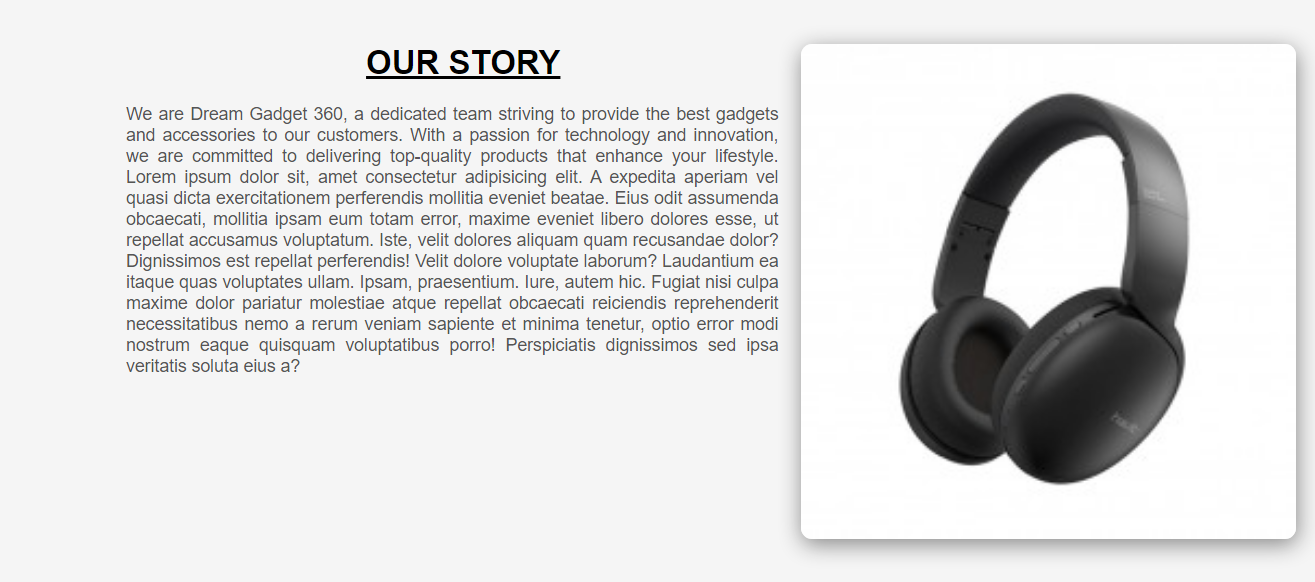 OUR STORY
We are Dream Gadget 360, a dedicated team striving to provide the best gadgets
and accessories to our customers. With a passion for technology and innovation,
we are committed to delivering top-quality products that enhance your lifestyle.
Lorem ipsum dolor sit, amet consectetur adipisicing elit. A expedita aperiam vel
quasi dicta exercitationem perferendis mollitia eveniet beatae. Eius odit assumenda
obcaecati, mollitia ipsam eum totam error, maxime eveniet libero dolores esse, ut
repellat accusamus voluptatum. Iste, velit dolores aliquam quam recusandae dolor?
Dignissimos est repellat perferendis! Velit dolore voluptate laborum? Laudantium ea
itaque quas voluptates ullam. Ipsam, praesentium. Iure, autem hic. Fugiat nisi culpa
maxime dolor pariatur molestiae atque repellat obcaecati reiciendis reprehenderit
necessitatibus nemo a rerum veniam sapiente et minima tenetur, optio error modi
nostrum eaque quisquam voluptatibus porro! Perspiciatis dignissimos sed ipsa
veritatis soluta eius a?